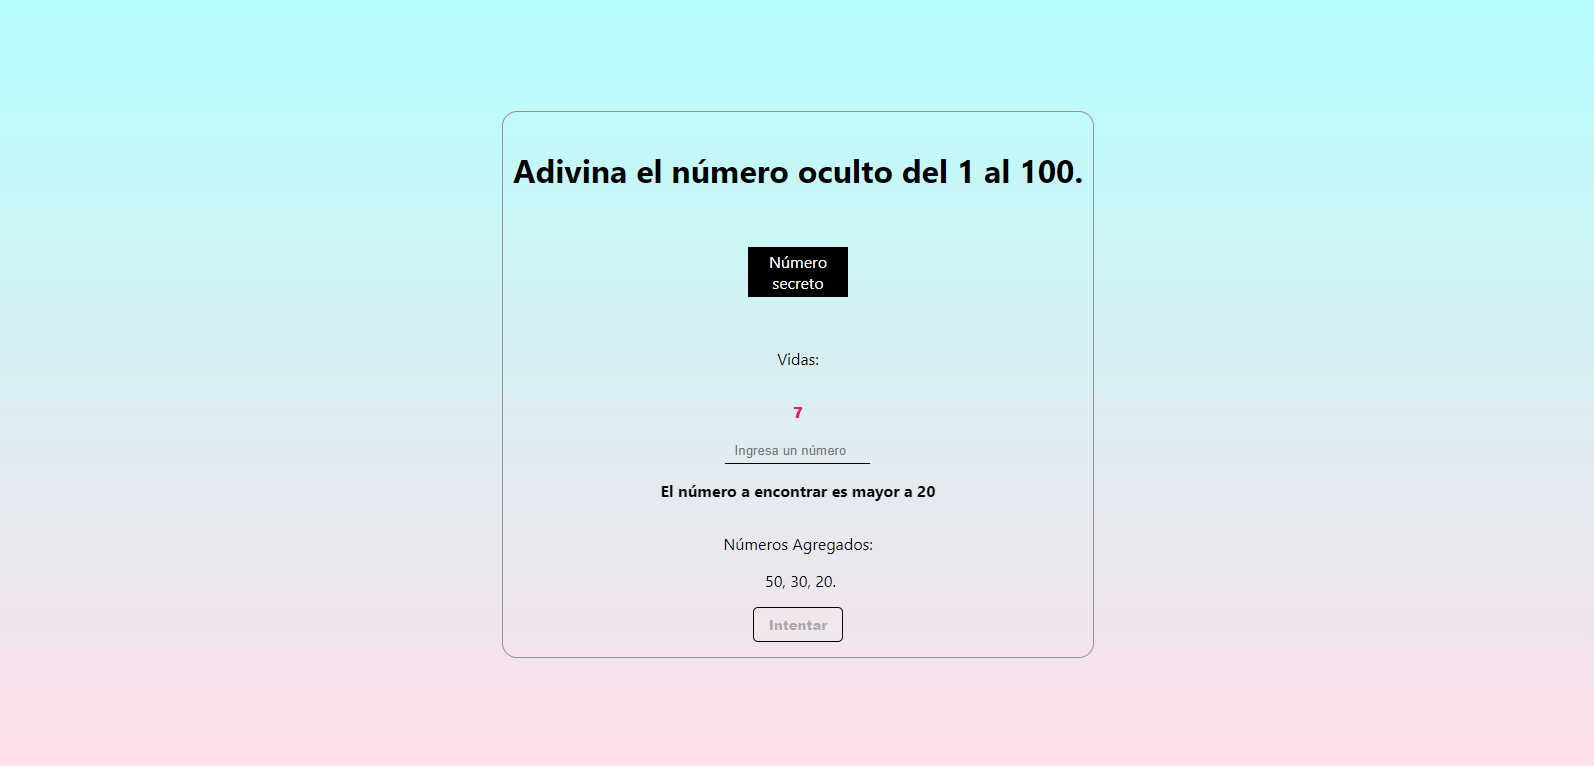 Adivina el número oculto del 1 al 100.
Número
secreto
Vidas:
7
Ingresa un número
El número a encontrar es mayor a 20
Números Agregados:
50, 30, 20.
Intentar